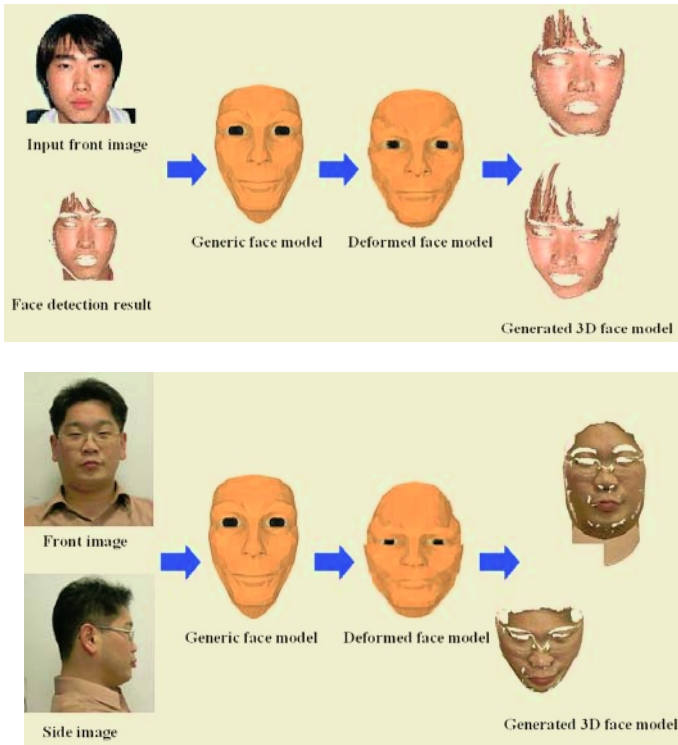 Input front image
Generic face model
Deformed face model
Face detection result
Generated 3D face model
Front image
Generic face model
Deformed face model
Side image
Generated 3D face model